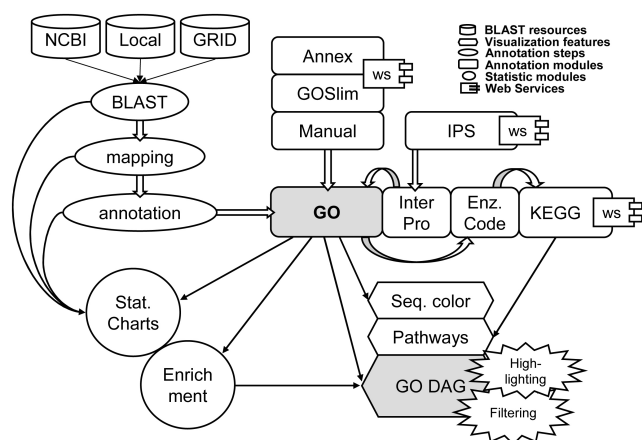 NCBI
Local
GRID
BLAST resources
Visualization features
Annotation steps
Annotation modules
Statistic modules
Web Services
Annex
ws
GOSlim
Manual
IPS
ws
BLAST
mapping
annotation
GO
Inter
Pro
Enz.
Code
KEGG
ws
Stat.
Charts
Enrich
ment
Seq. color
Pathways
GO DAG
High-
lighting
Filtering